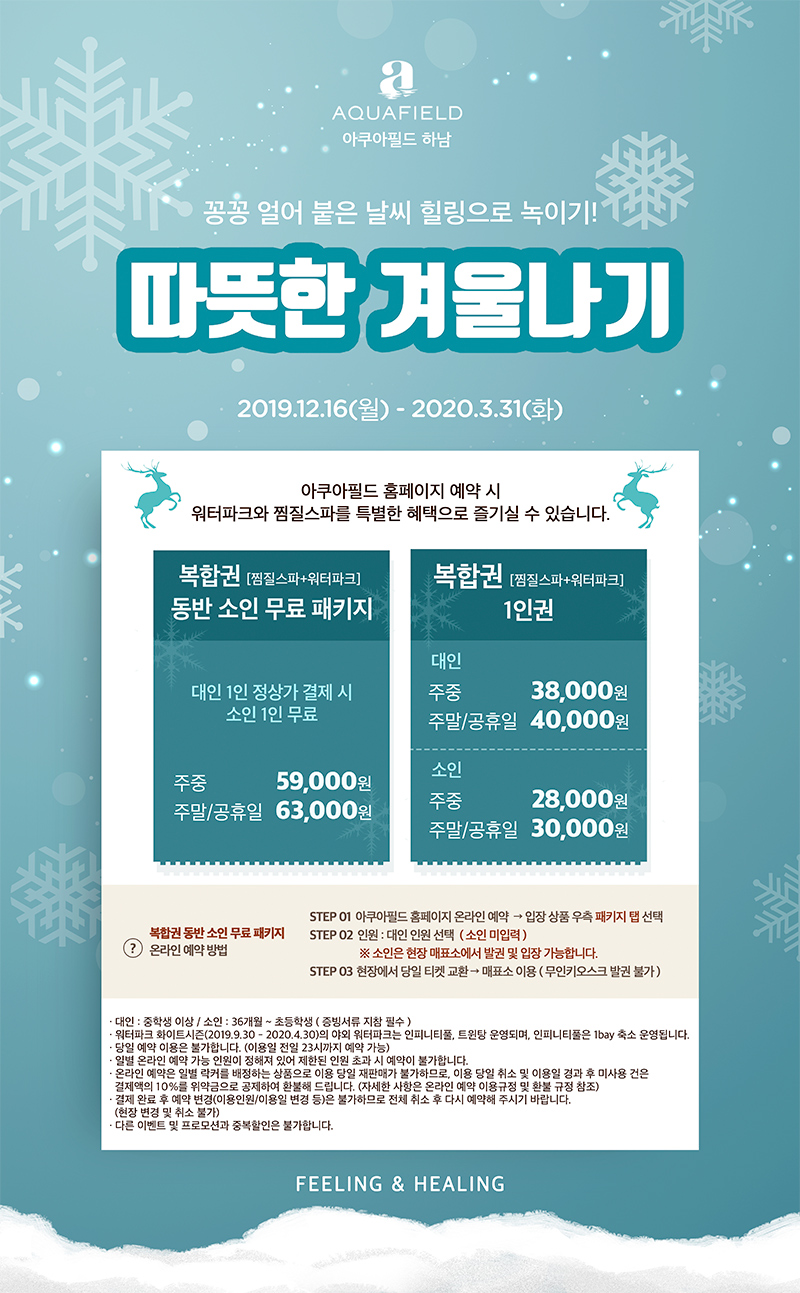 a
AQUAFIELD
아쿠아필드 하남
꽁꽁 얼어 붙은 날씨 힐링으로 녹이기!
따뜻한 겨울나기
2019.12.16(월) - 2020.3.31(화)
아쿠아필드 홈페이지 예약 시
워터파크와 찜질스파를 특별한 혜택으로 즐기실 수 있습니다.
복합권 [찜질스파+워터파크]
동반 소인 무료 패키지
대인 1인 정상가 결제 시
소인 1인 무료
주중 59,000원
주말/공휴일 63,000원
복합권 [찜질스파+워터파크]
1인권
대인
주중 38,000원
주말/공휴일 40,000원
소인
주중 28,000원
주말/공휴일 30,000원
? 복합권 동반 소인 무료 패키지
온라인 예약 방법
STEP 01 아쿠아필드 홈페이지 온라인 예약 → 입장 상품 우측 패키지 탭 선택
STEP 02 인원 : 대인 인원 선택 ( 소인 미입력 )
※ 소인은 현장 매표소에서 발권 및 입장 가능합니다.
STEP 03 현장에서 당일 티켓 교환 → 매표소 이용 ( 무인키오스크 발권 불가 )
· 대인 : 중학생 이상 / 소인 : 36개월 ~ 초등학생 ( 증빙서류 지참 필수 )
· 워터파크 화이트시즌(2019.9.30 - 2020.4.30)의 야외 워터파크는 인피니티풀, 트윈탕 운영되며, 인피니티풀은 1bay 축소 운영됩니다.
· 당일 예약 이용은 불가합니다. (이용일 전일 23시까지 예약 가능)
· 일별 온라인 예약 가능 인원이 정해져 있어 제한된 인원 초과 시 예약이 불가합니다.
· 온라인 예약은 일별 락커를 배정하는 상품으로 이용 당일 재판매가 불가하므로, 이용 당일 취소 및 이용일 경과 후 미사용 건은
결제액의 10%를 위약금으로 공제하여 환불해 드립니다. (자세한 사항은 온라인 예약 이용규정 및 환불 규정 참조)
· 결제 완료 후 예약 변경(이용인원/이용일 변경 등)은 불가하므로 전체 취소 후 다시 예약해 주시기 바랍니다.
(현장 변경 및 취소 불가)
· 다른 이벤트 및 프로모션과 중복할인은 불가합니다.
FEELING & HEALING